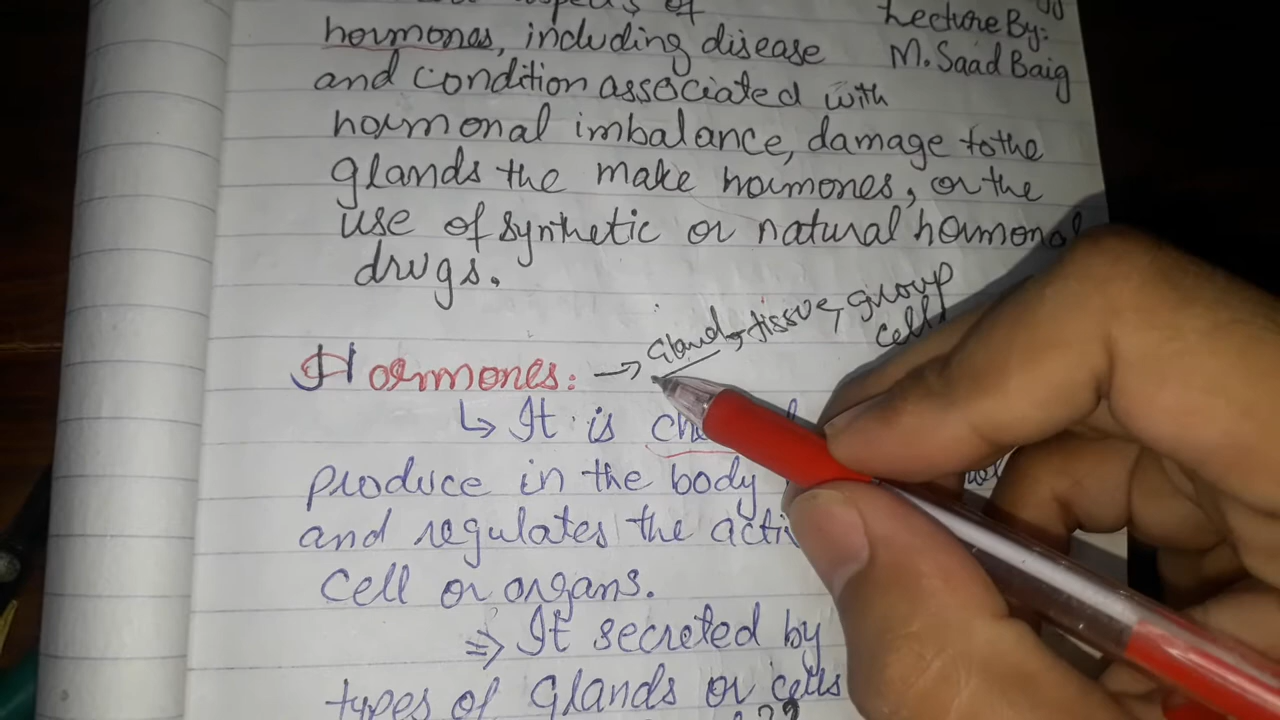 of
Lecture By:
hormones, including disease
M. Saad Baig
and condition associated with
hormonal imbalance, damage to the
glands the make hormones, or the
use of synthetic or natural hormonal
drugs.
Gland, tissue, group
cells
Hormones: →
↳ It is
produce in the body
and regulates the
cell or organs.
⇒ It secreted by
types of Glands or cells